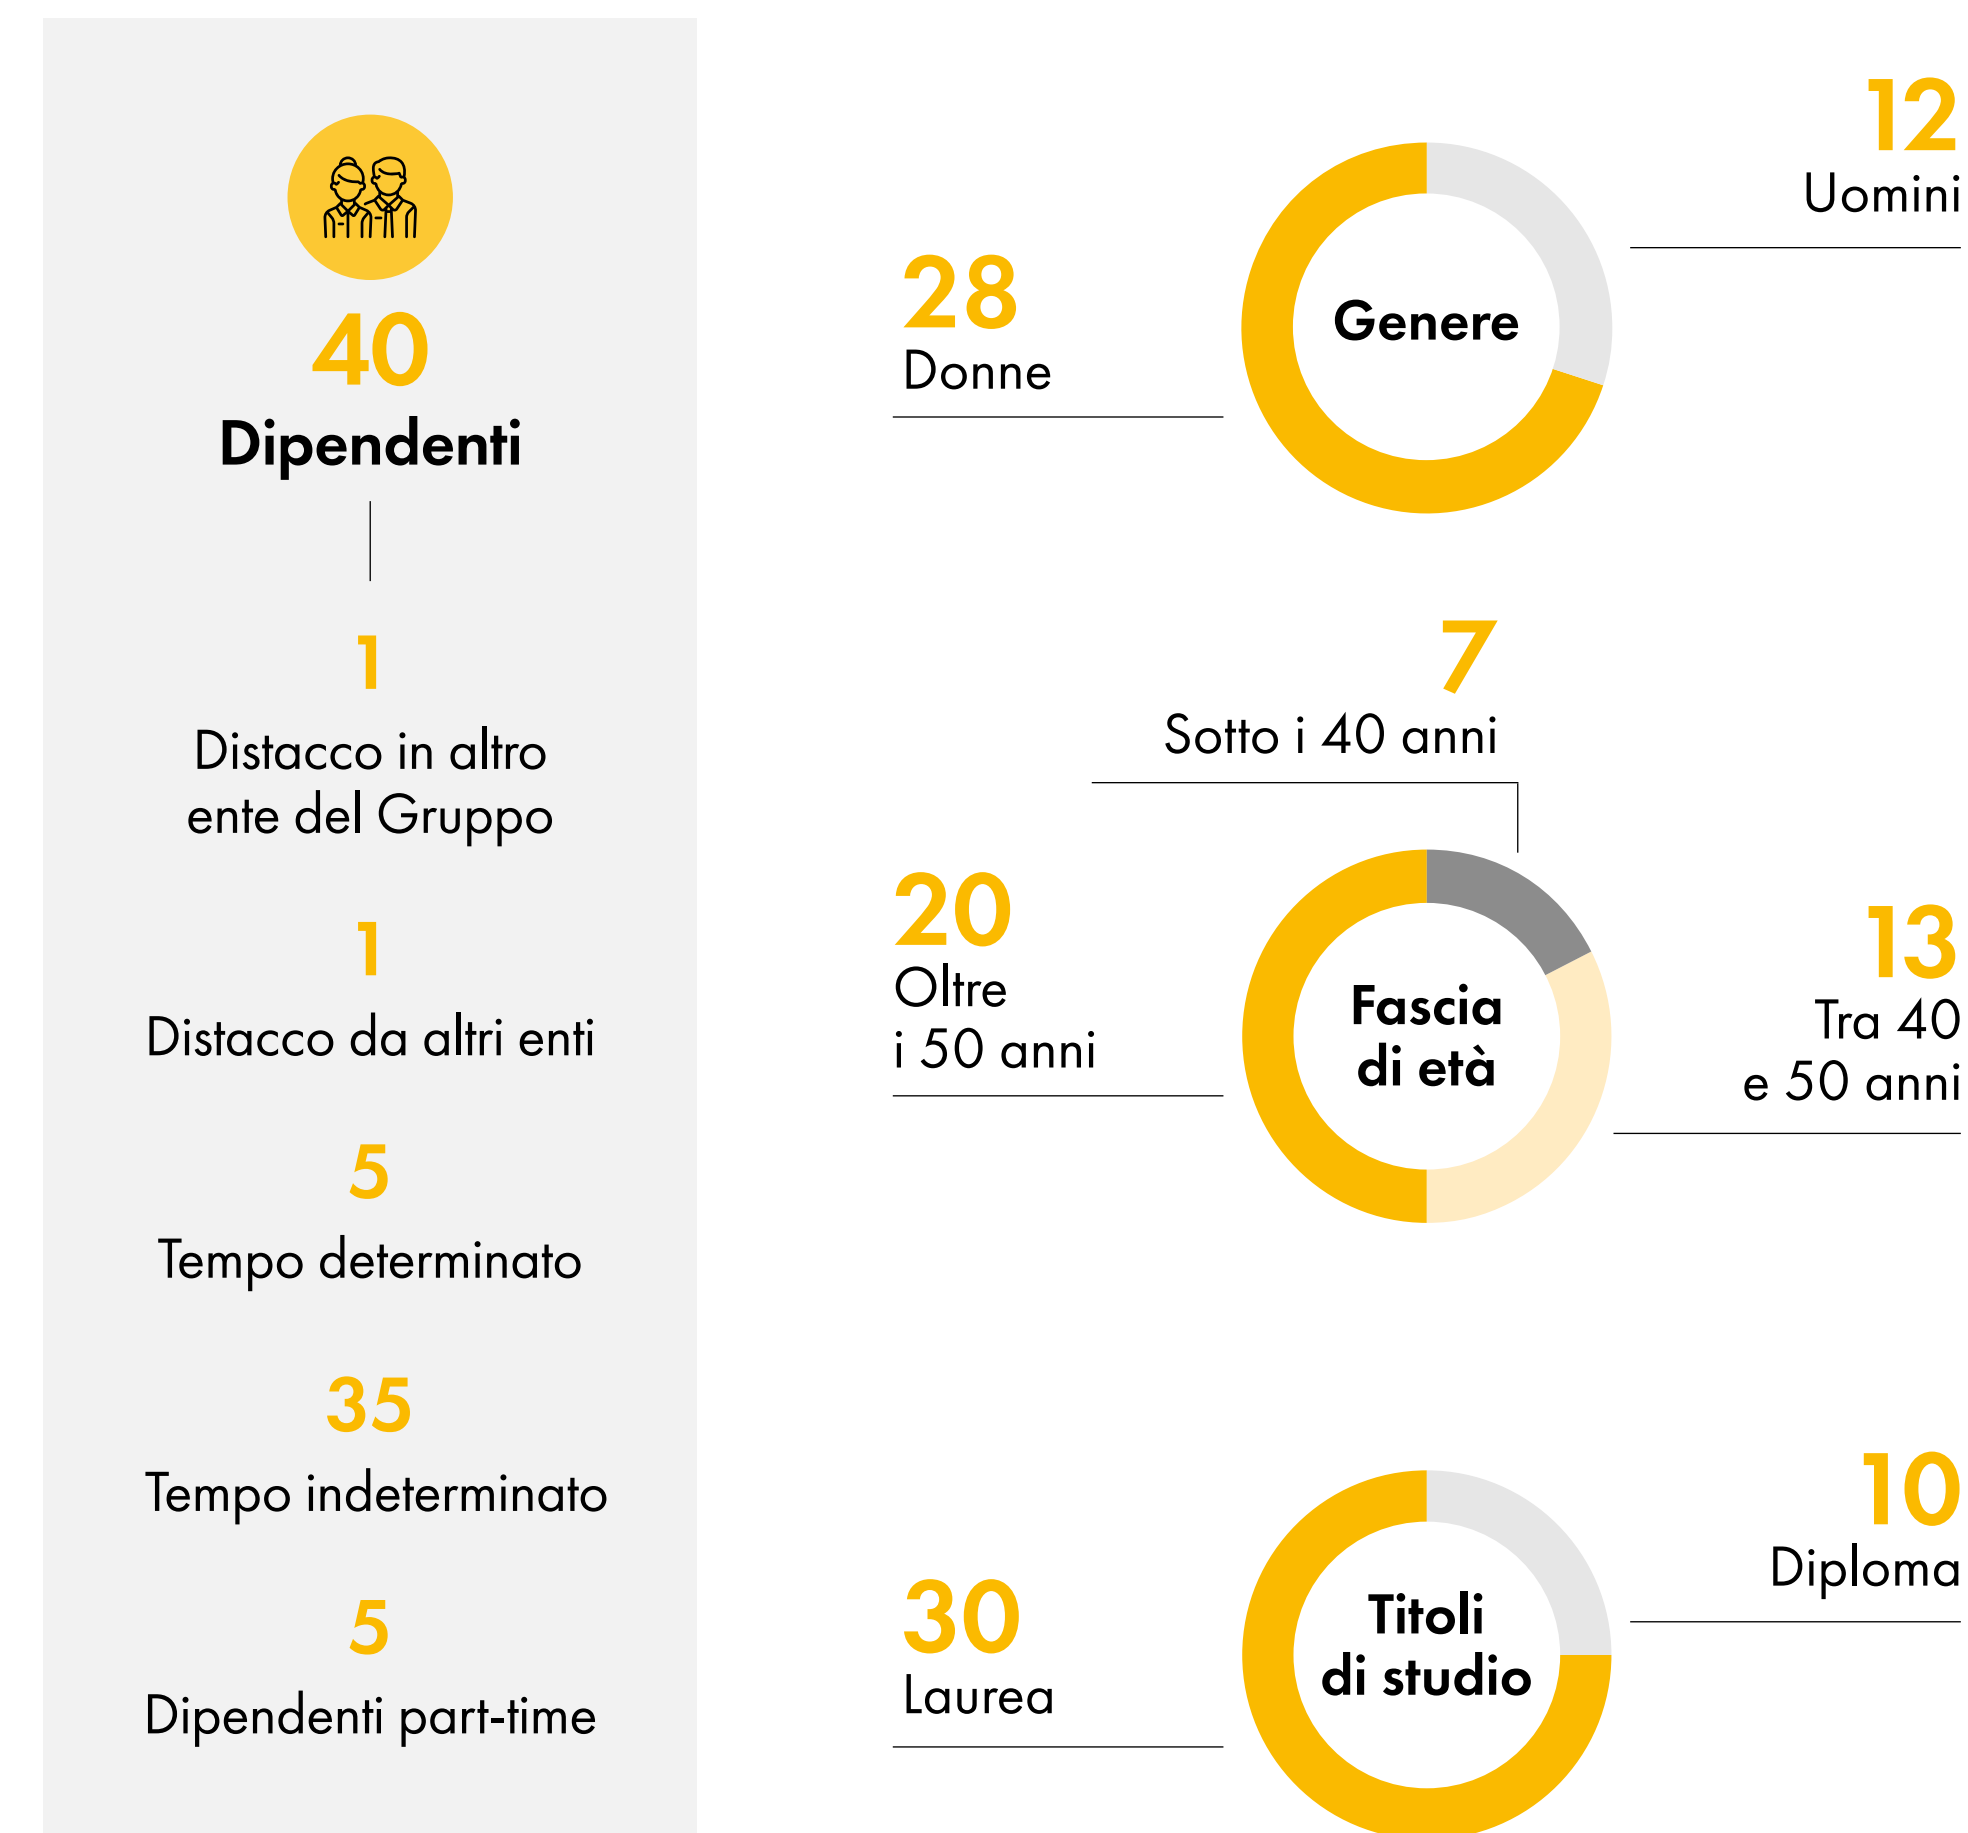 40
Dipendenti
1
Distacco in altro
ente del Gruppo
1
Distacco da altri enti
5
Tempo determinato
35
Tempo indeterminato
5
Dipendenti part-time
12
Uomini
28
Donne
Genere
7
Sotto i 40 anni
20
Oltre
i 50 anni
Fascia
di età
13
Tra 40
e 50 anni
10
Diploma
30
Laurea
Titoli
di studio